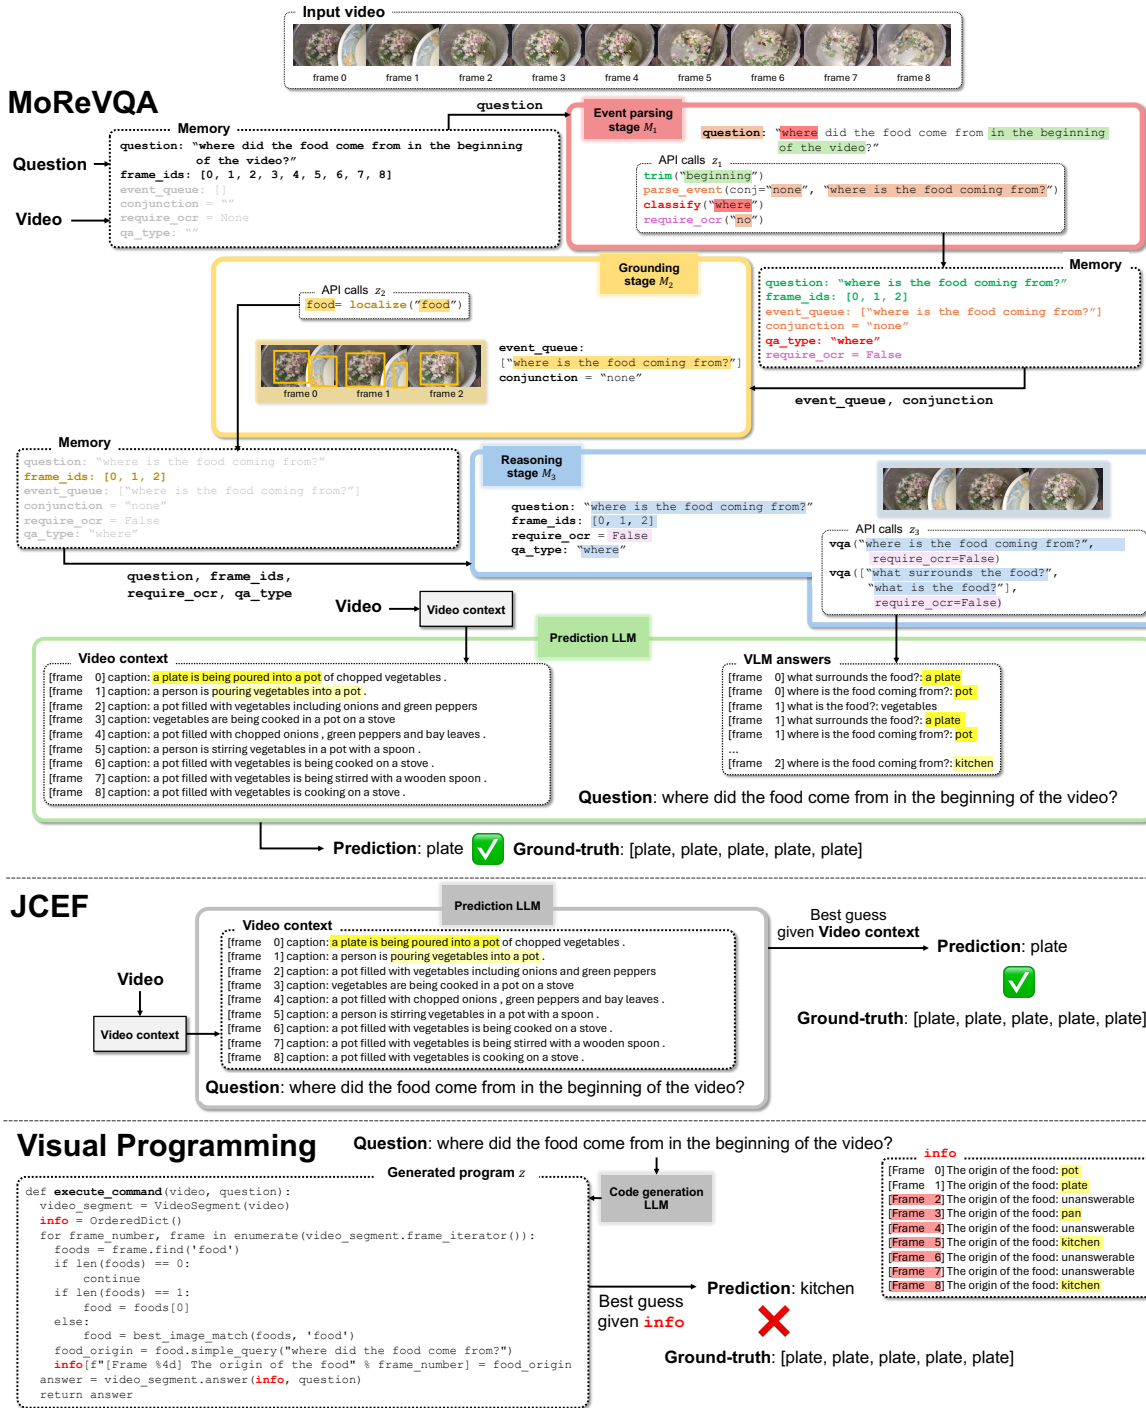 Input video
frame 0 frame 1 frame 2 frame 3 frame 4 frame 5 frame 6 frame 7 frame 8
MoReVQA
question
Memory
Question
Video
question: “where did the food come from in the beginning
of the video?”
frame_ids: [0, 1, 2, 3, 4, 5, 6, 7, 8]
event_queue: []
conjunction = “”
require_ocr = None
qa_type: “”
Event parsing
stage M1
question: “where did the food come from in the beginning
of the video?”
API calls z1
trim(“beginning”)
parse_event(conj=“none”, “where is the food coming from?”)
classify(“where”)
require_ocr(“no”)
Grounding
stage M2
API calls z2
food= localize(”food”)
event_queue:
[“where is the food coming from?”]
conjunction = “none”
frame 0 frame 1 frame 2
Memory
question: “where is the food coming from?”
frame_ids: [0, 1, 2]
event_queue: [“where is the food coming from?”]
conjunction = “none”
qa_type: “where”
require_ocr = False
event_queue, conjunction
Memory
question: “where is the food coming from?”
frame_ids: [0, 1, 2]
event_queue: [“where is the food coming from?”]
conjunction = “none”
require_ocr = False
qa_type: “where”
question, frame_ids,
require_ocr, qa_type
Reasoning
stage M3
question: “where is the food coming from?”
frame_ids: [0, 1, 2]
require_ocr = False
qa_type: “where”
API calls z3
vqa(“where is the food coming from?”,
require_ocr=False)
vqa([“what surrounds the food?”,
“what is the food?”],
require_ocr=False)
Video
Video context
Prediction LLM
Video context
[frame 0] caption: a plate is being poured into a pot of chopped vegetables .
[frame 1] caption: a person is pouring vegetables into a pot .
[frame 2] caption: a pot filled with vegetables including onions and green peppers
[frame 3] caption: vegetables are being cooked in a pot on a stove
[frame 4] caption: a pot filled with chopped onions , green peppers and bay leaves .
[frame 5] caption: a person is stirring vegetables in a pot with a spoon .
[frame 6] caption: a pot filled with vegetables is being cooked on a stove .
[frame 7] caption: a pot filled with vegetables is being stirred with a wooden spoon .
[frame 8] caption: a pot filled with vegetables is cooking on a stove .
VLM answers
[frame 0] what surrounds the food?: a plate
[frame 0] where is the food coming from?: pot
[frame 1] what is the food?: vegetables
[frame 1] what surrounds the food?: a plate
[frame 1] where is the food coming from?: pot
...
[frame 2] where is the food coming from?: kitchen
Question: where did the food come from in the beginning of the video?
Prediction: plate Ground-truth: [plate, plate, plate, plate, plate]
JCEF
Prediction LLM
Video
Video context
Video context
[frame 0] caption: a plate is being poured into a pot of chopped vegetables .
[frame 1] caption: a person is pouring vegetables into a pot .
[frame 2] caption: a pot filled with vegetables including onions and green peppers
[frame 3] caption: vegetables are being cooked in a pot on a stove
[frame 4] caption: a pot filled with chopped onions , green peppers and bay leaves .
[frame 5] caption: a person is stirring vegetables in a pot with a spoon .
[frame 6] caption: a pot filled with vegetables is being cooked on a stove .
[frame 7] caption: a pot filled with vegetables is being stirred with a wooden spoon .
[frame 8] caption: a pot filled with vegetables is cooking on a stove .
Question: where did the food come from in the beginning of the video?
Best guess
given Video context
Prediction: plate
Ground-truth: [plate, plate, plate, plate, plate]
Visual Programming
Question: where did the food come from in the beginning of the video?
Generated program z
Code generation
LLM
def execute_command(video, question):
video_segment = VideoSegment(video)
info = OrderedDict()
for frame_number, frame in enumerate(video_segment.frame_iterator()):
foods = frame.find('food')
if len(foods) == 0:
continue
if len(foods) == 1:
food = foods[0]
else:
food = best_image_match(foods, 'food')
food_origin = food.simple_query("where did the food come from?")
info[f"[Frame %4d] The origin of the food" % frame_number] = food_origin
answer = video_segment.answer(info, question)
return answer
Best guess
given info
Prediction: kitchen
Ground-truth: [plate, plate, plate, plate, plate]
info
[Frame 0] The origin of the food: pot
[Frame 1] The origin of the food: plate
[Frame 2] The origin of the food: unanswerable
[Frame 3] The origin of the food: pan
[Frame 4] The origin of the food: unanswerable
[Frame 5] The origin of the food: kitchen
[Frame 6] The origin of the food: unanswerable
[Frame 7] The origin of the food: unanswerable
[Frame 8] The origin of the food: kitchen